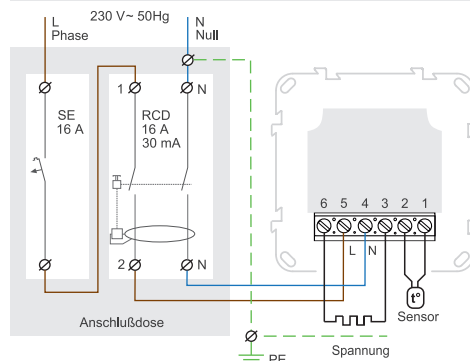 230 V~ 50Hg
L
Phase
N
Null
SE
16 A
1
RCD
16 A
30 mA
N
2
N
Anschlußdose
6 5 4 3 2 1
L N
t°
Sensor
PE
Spannung